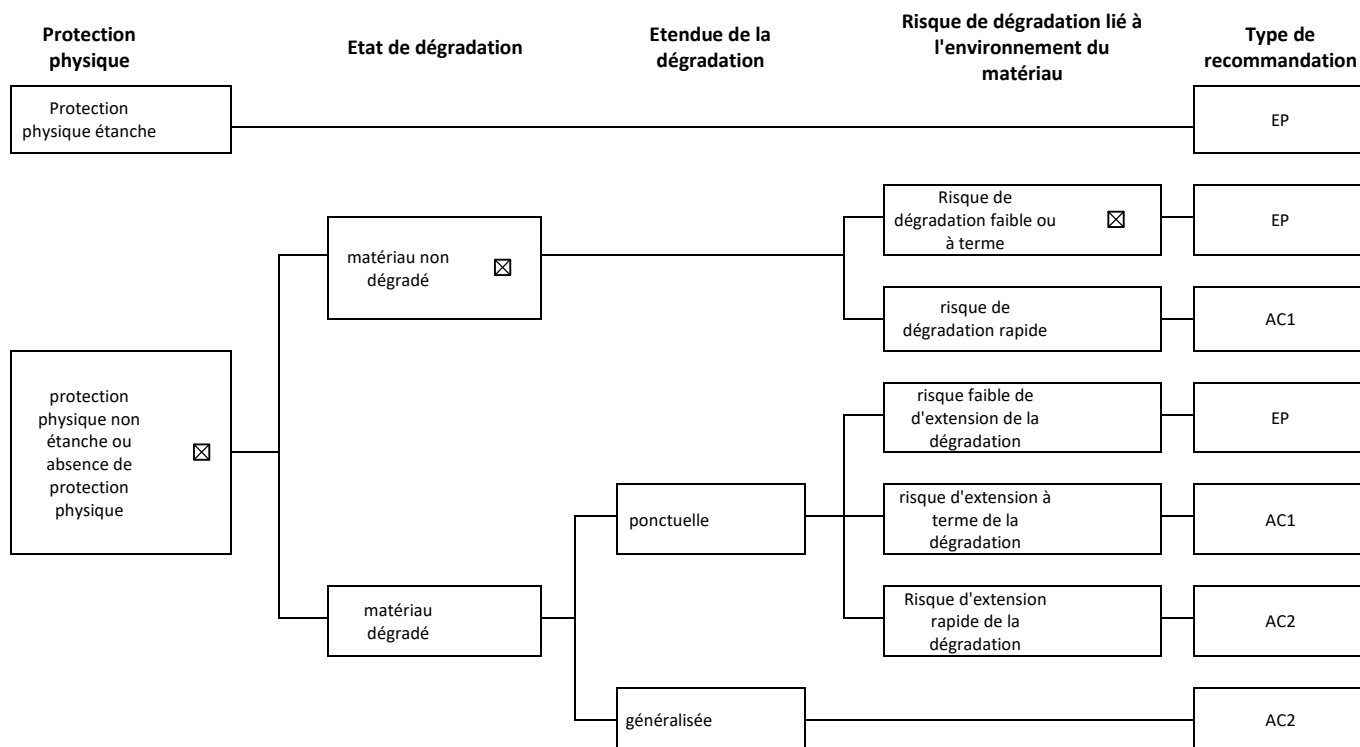 Protection
physique
Etat de dégradation
Etendue de la
dégradation
Risque de dégradation lié à
l'environnement du
matériau
Type de
recommandation
Protection
physique étanche
EP
matériau non
dégradé
Risque de
dégradation faible ou
à terme
EP
risque de
dégradation rapide
AC1
protection
physique non
étanche ou
absence de
protection
physique
risque faible de
d'extension de la
dégradation
EP
ponctuelle
risque d'extension à
terme de la
dégradation
AC1
matériau
dégradé
Risque d'extension
rapide de la
dégradation
AC2
généralisée
AC2